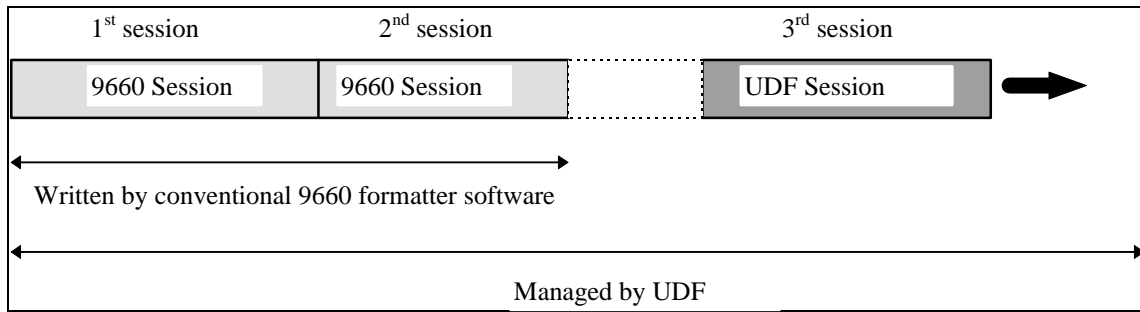 1st session 2nd session 3rd session
9660 Session 9660 Session UDF Session
Written by conventional 9660 formatter software
Managed by UDF